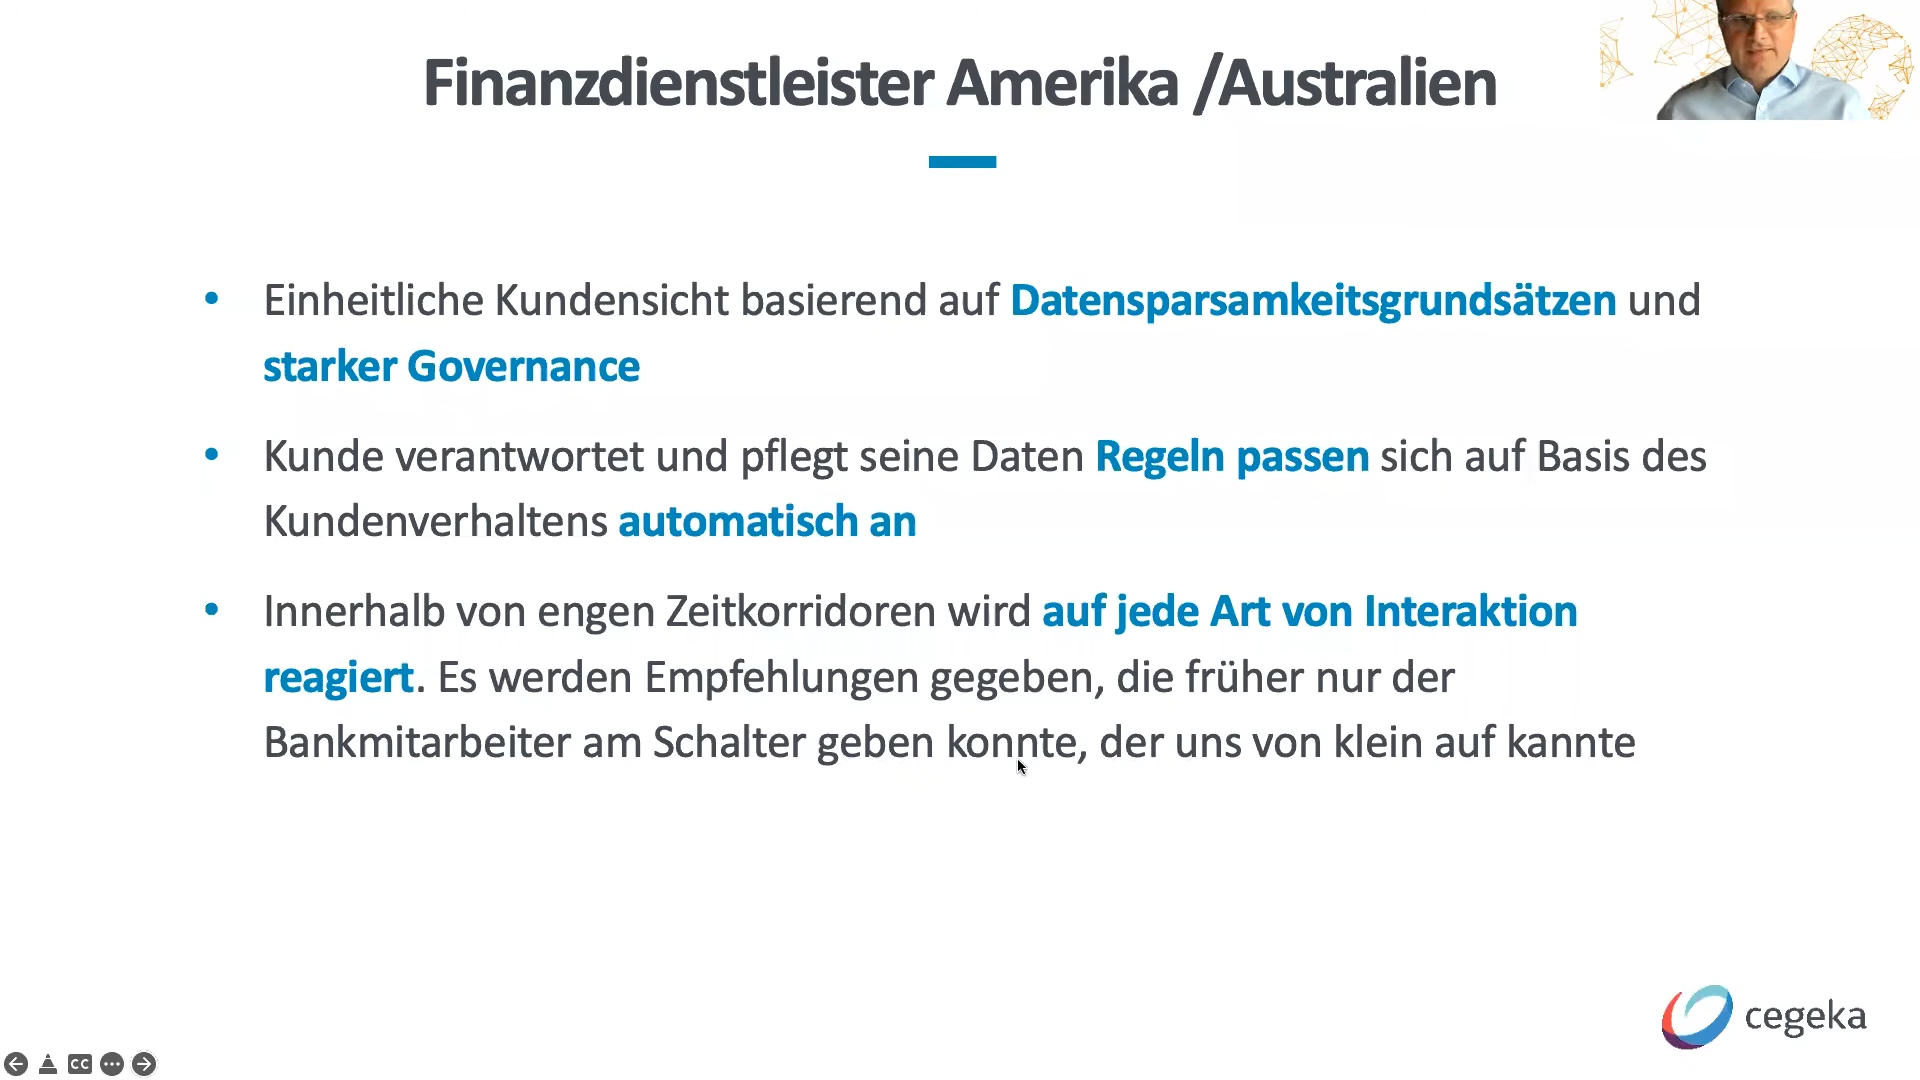 Finanzdienstleister Amerika /Australien
• Einheitliche Kundensicht basierend auf Datensparsamkeitsgrundsätzen und
starker Governance
• Kunde verantwortet und pflegt seine Daten Regeln passen sich auf Basis des
Kundenverhaltens automatisch an
• Innerhalb von engen Zeitkorridoren wird auf jede Art von Interaktion
reagiert. Es werden Empfehlungen gegeben, die früher nur der
Bankmitarbeiter am Schalter geben konnte, der uns von klein auf kannte
cegeka
CC